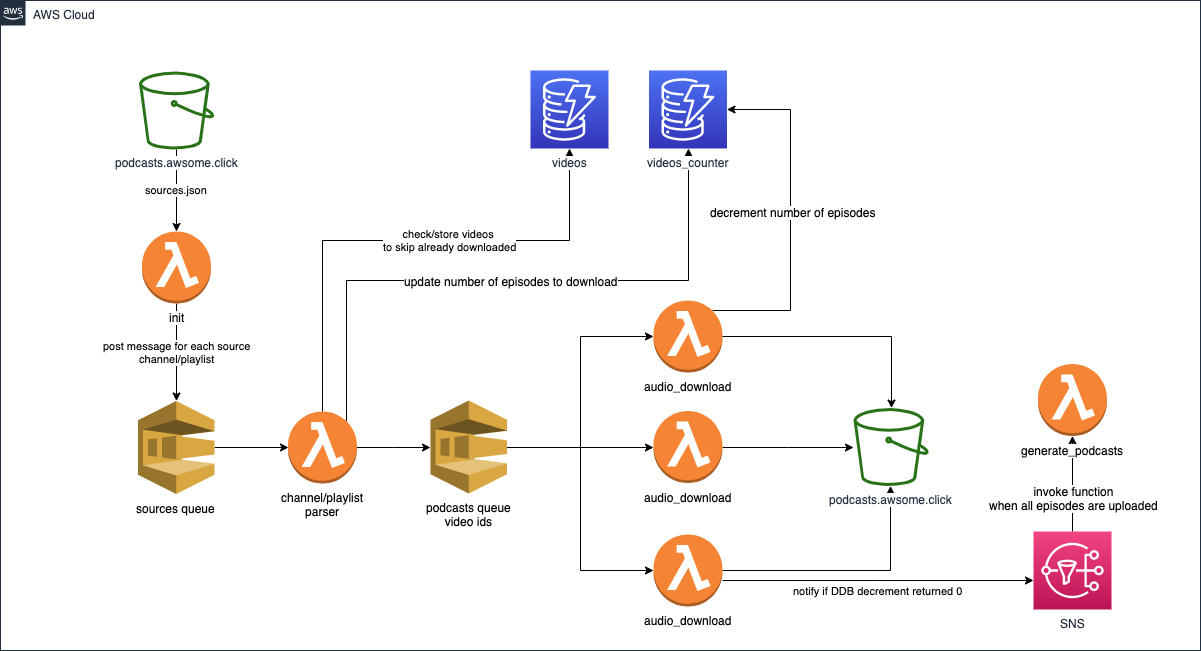 aws
AWS Cloud
podcasts.awsome.click
sources.json
init
post message for each source
channel/playlist
sources queue
channel/playlist
parser
podcasts queue
video ids
videos
videos_counter
check/store videos
to skip already downloaded
update number of episodes to download
decrement number of episodes
audio_download
audio_download
audio_download
podcasts.awsome.click
notify if DDB decrement returned 0
generate_podcasts
invoke function
when all episodes are uploaded
SNS